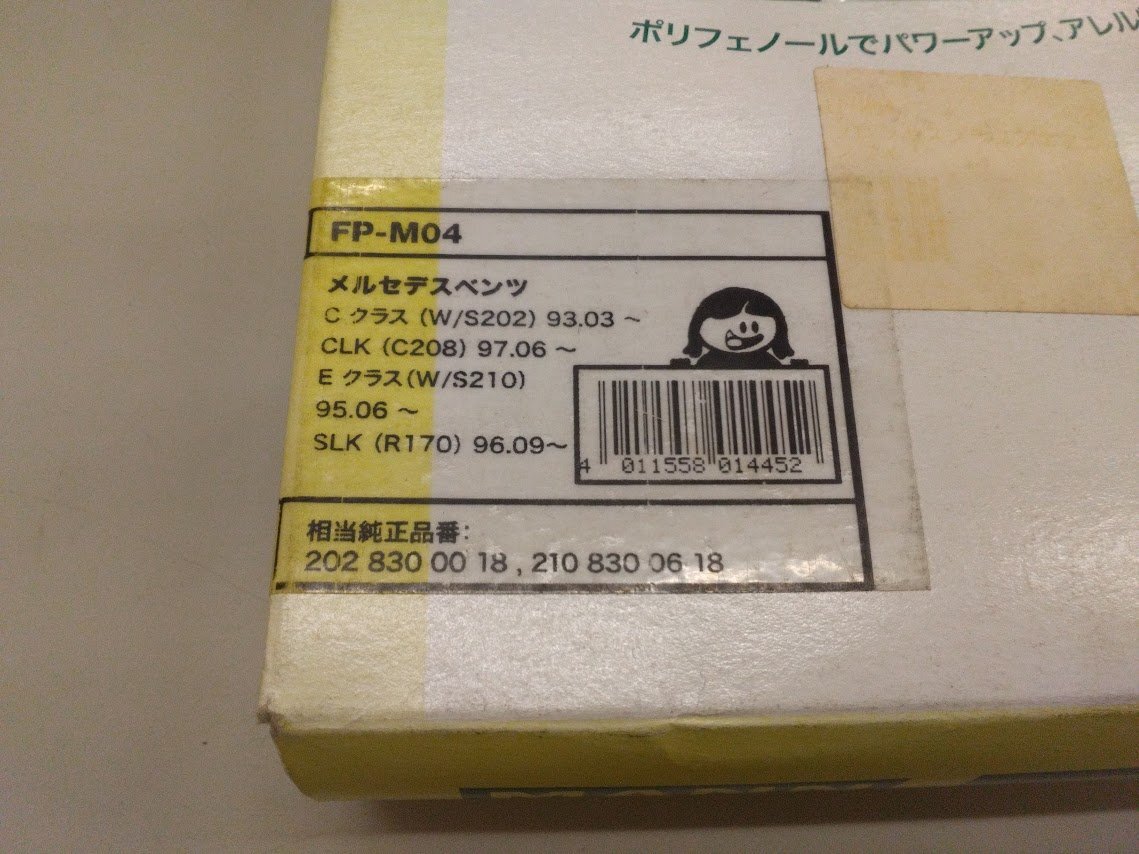 ポリフェノールでパワーアップ、アレル
FP-M04
メルセデスベンツ
C クラス (W/S202) 93.03 ~
CLK (C208) 97.06 ~
E クラス(W/S210)
95.06 ~
SLK (R170) 96.09~
4 011558 014452
相当純正品番:
202 830 00 18 , 210 830 06 18